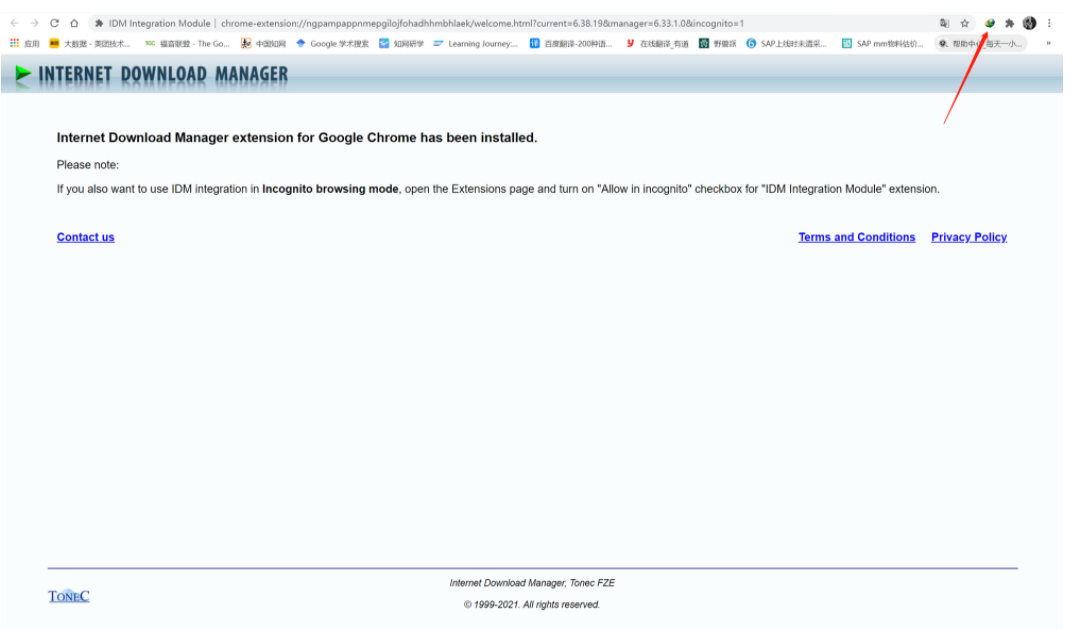 IDM Integration Module | chrome-extension://ngpampappnmepgilojfohadhhmbhlaek/welcome.html?current=6.38.19&manager=6.33.1.0&incognito=1
应用 大数据 - 美团技术... TGC 福音联盟 - The Go... 中国知网 Google 学术搜索 知网研学 Learning Journey:... 译 百度翻译-200种语... 在线翻译_有道 野兽派 SAP上线时未清采... SAP mm物料估价... 帮助中心_每天一小... »
INTERNET DOWNLOAD MANAGER
Internet Download Manager extension for Google Chrome has been installed.
Please note:
If you also want to use IDM integration in Incognito browsing mode, open the Extensions page and turn on "Allow in incognito" checkbox for "IDM Integration Module" extension.
Contact us Terms and Conditions Privacy Policy
Internet Download Manager, Tonec FZE
TONEC
© 1999-2021. All rights reserved.